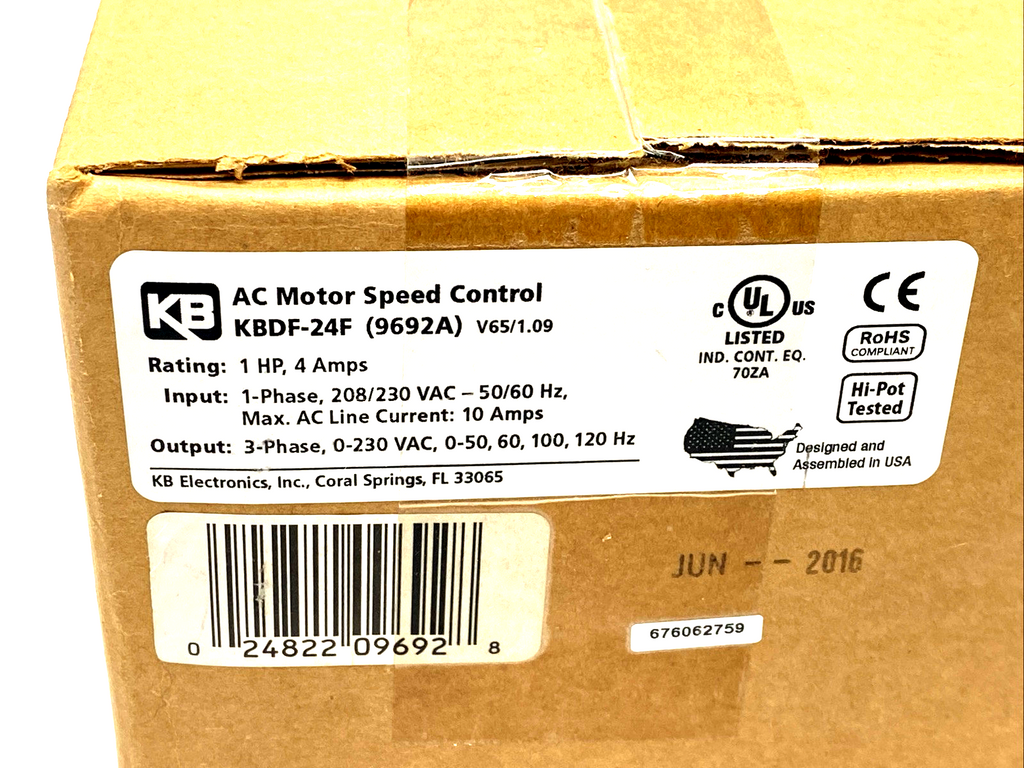 KB
AC Motor Speed Control
KBDF-24F (9692A) V65/1.09
Rating: 1 HP, 4 Amps
Input: 1-Phase, 208/230 VAC – 50/60 Hz,
Max. AC Line Current: 10 Amps
Output: 3-Phase, 0-230 VAC, 0-50, 60, 100, 120 Hz
KB Electronics, Inc., Coral Springs, FL 33065
C UL US
LISTED
IND. CONT. EQ.
70ZA
CE
RoHS
COMPLIANT
Hi-Pot
Tested
Designed and
Assembled in USA
0 24822 09692 8
JUN -- 2016
676062759